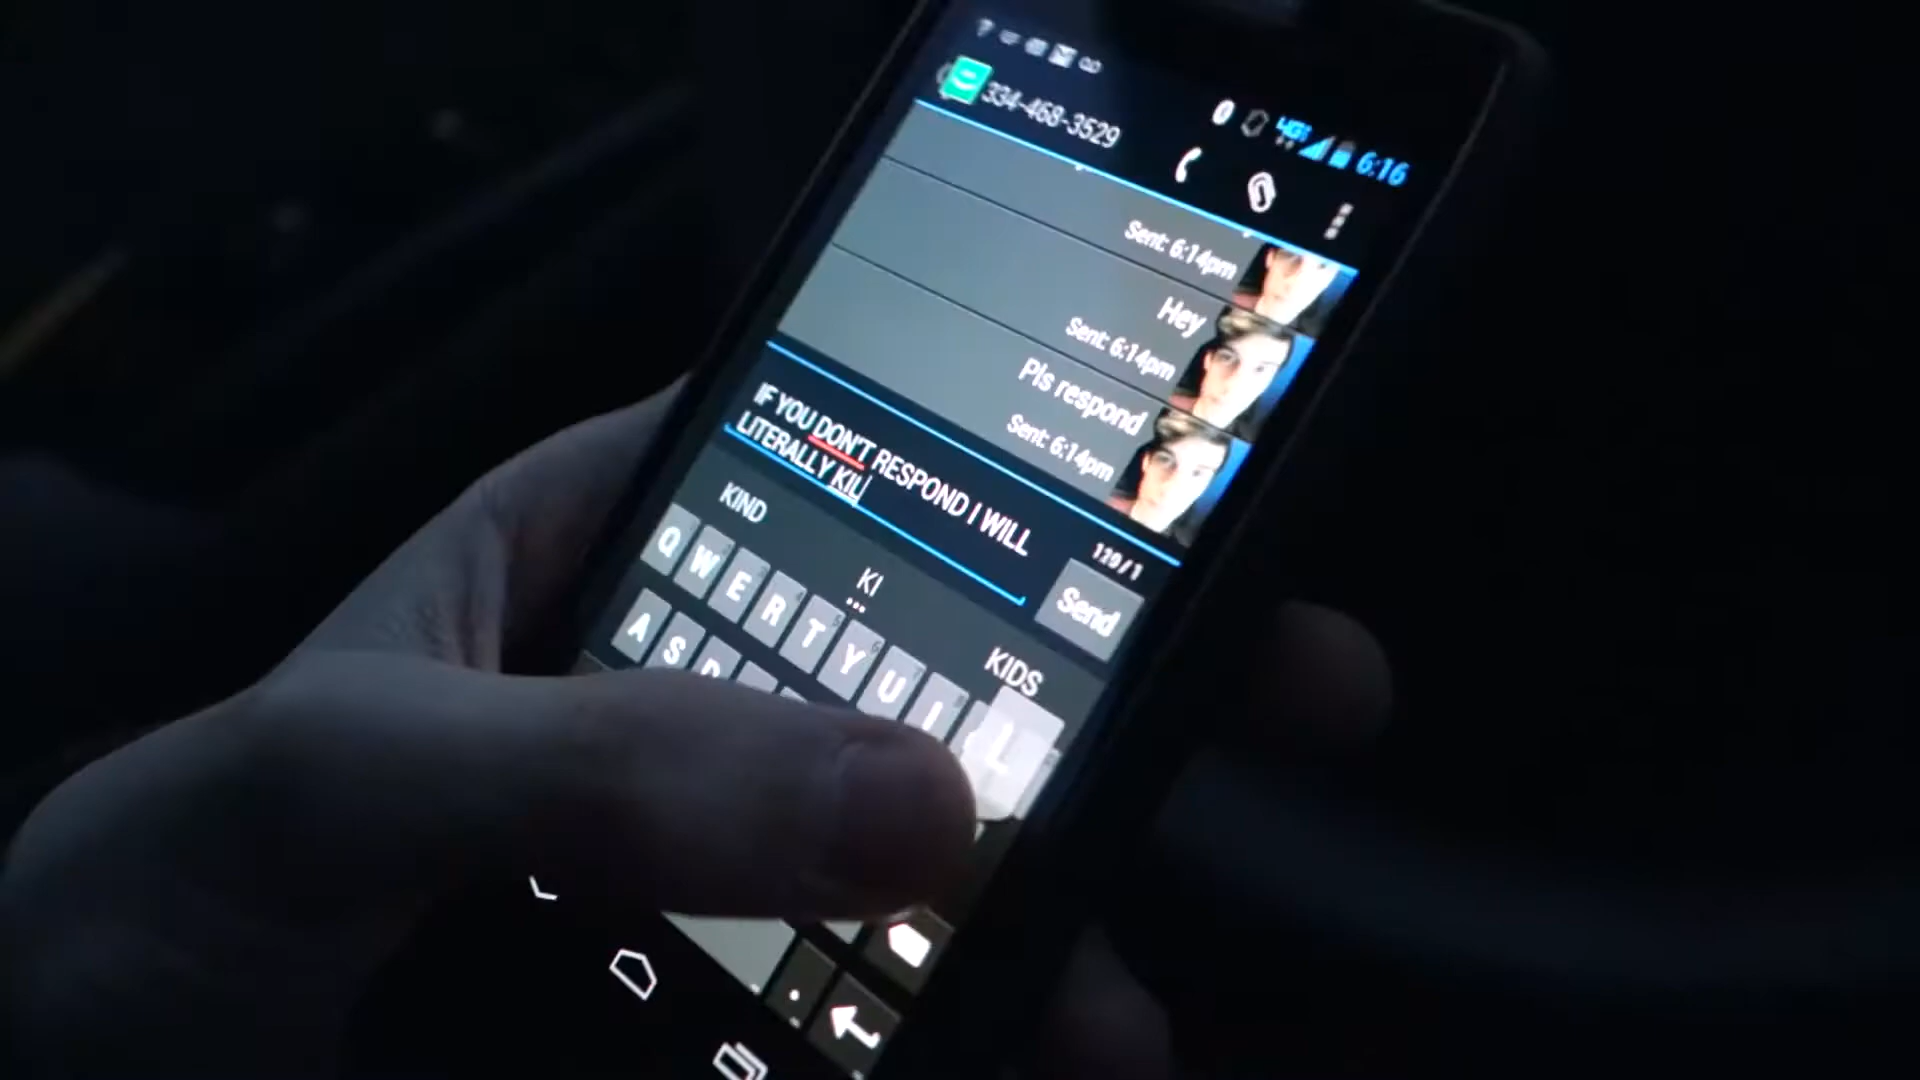 334-468-3529
4G
6:16
Sent: 6:14pm
Hey
Sent: 6:14pm
Pls respond
Sent: 6:14pm
IF YOU DON'T RESPOND I WILL
LITERALLY KIL
129/1
Send
KIND
KI
...
KIDS
Q W E R T Y U I
L
A S D